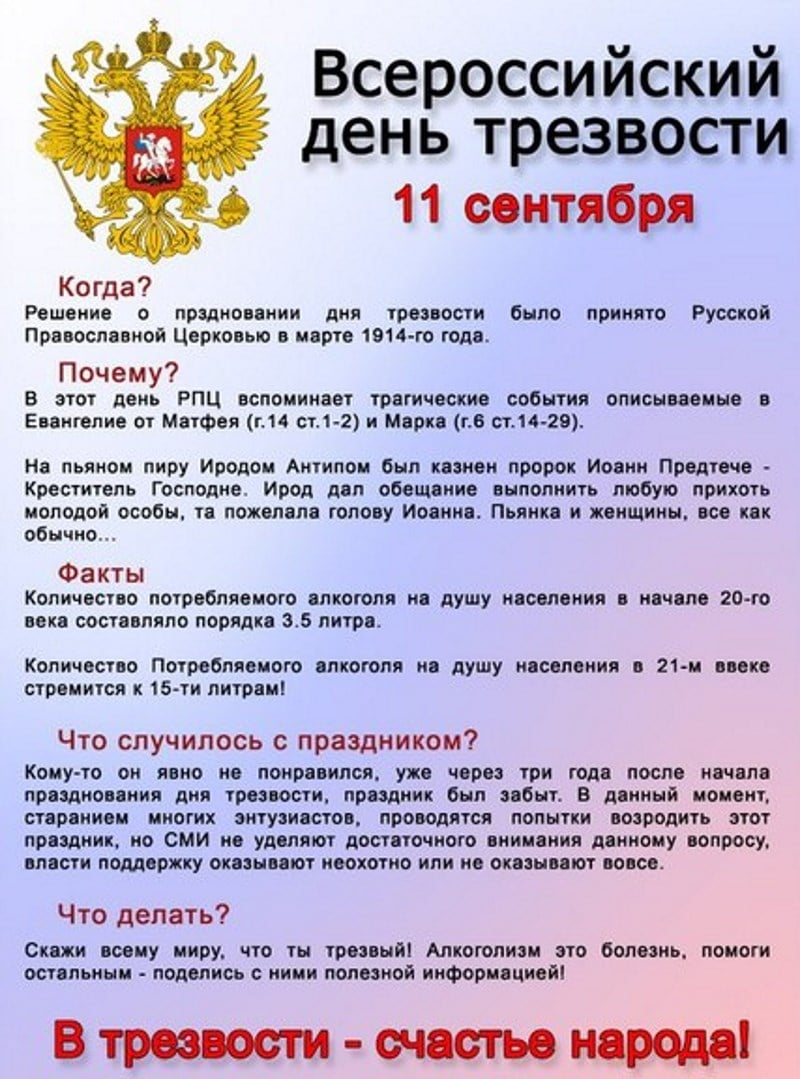 Всероссийский
день трезвости
11 сентября
Когда?
Решение о прздновании дня трезвости было принято Русской
Православной Церковью в марте 1914-го года.
Почему?
В этот день РПЦ вспоминает трагические события описываемые в
Евангелие от Матфея (г.14 ст.1-2) и Марка (г.6 ст.14-29).
На пьяном пиру Иродом Антипом был казнен пророк Иоанн Предтече -
Креститель Господне. Ирод дал обещание выполнить любую прихоть
молодой особы, та пожелала голову Иоанна. Пьянка и женщины, все как
обычно...
Факты
Количество потребляемого алкоголя на душу населения в начале 20-го
века составляло порядка 3.5 литра.
Количество Потребляемого алкоголя на душу населения в 21-м ввеке
стремится к 15-ти литрам!
Что случилось с праздником?
Кому-то он явно не понравился, уже через три года после начала
празднования дня трезвости, праздник был забыт. В данный момент,
старанием многих энтузиастов, проводятся попытки возродить этот
праздник, но СМИ не уделяют достаточного внимания данному вопросу,
власти поддержку оказывают неохотно или не оказывают вовсе.
Что делать?
Скажи всему миру, что ты трезвый! Алкоголизм это болезнь, помоги
остальным - поделись с ними полезной информацией!
В трезвости - счастье народа!